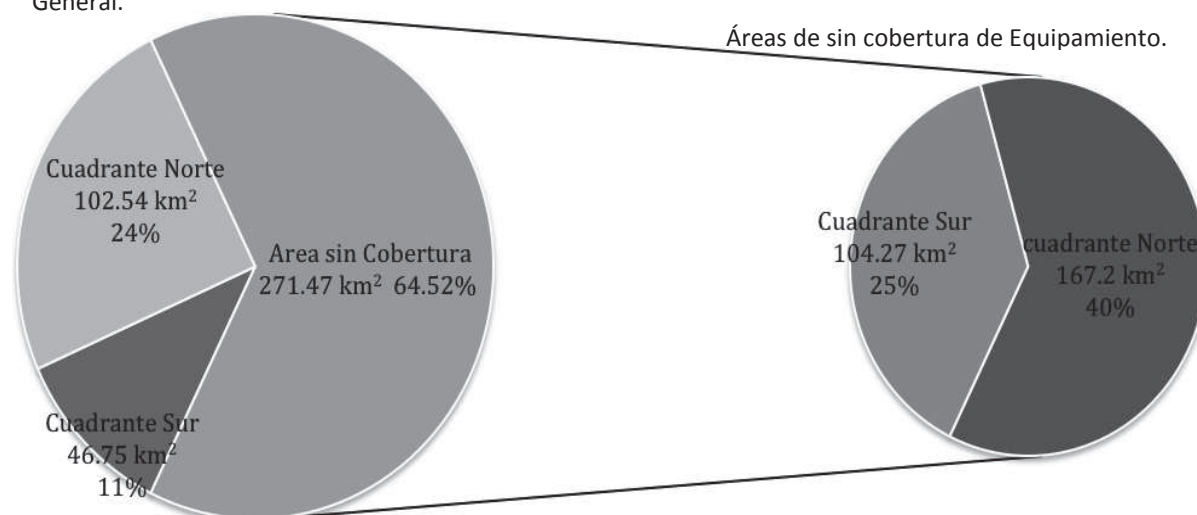 General.
Áreas de sin cobertura de Equipamiento.
Cuadrante Norte
102.54 km²
24%
Area sin Cobertura
271.47 km² 64.52%
Cuadrante Sur
46.75 km²
11%
Cuadrante Sur
104.27 km²
25%
cuadrante Norte
167.2 km²
40%